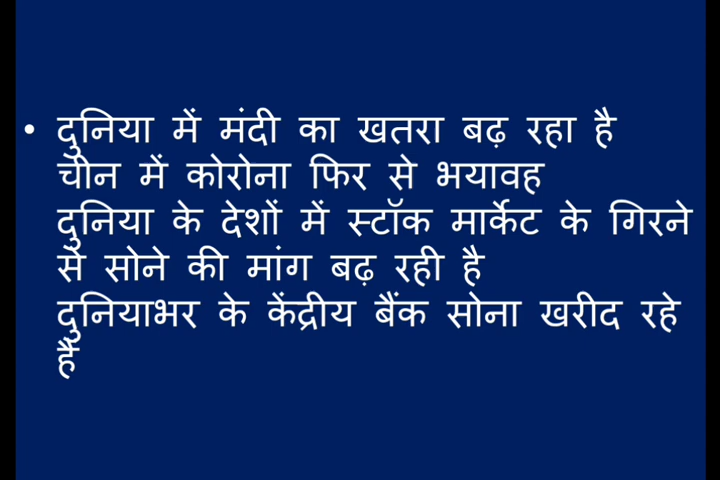 • दुनिया में मंदी का खतरा बढ़ रहा है
चीन में कोरोना फिर से भयावह
दुनिया के देशों में स्टॉक मार्केट के गिरने
से सोने की मांग बढ़ रही है
दुनियाभर के केंद्रीय बैंक सोना खरीद रहे
हैं